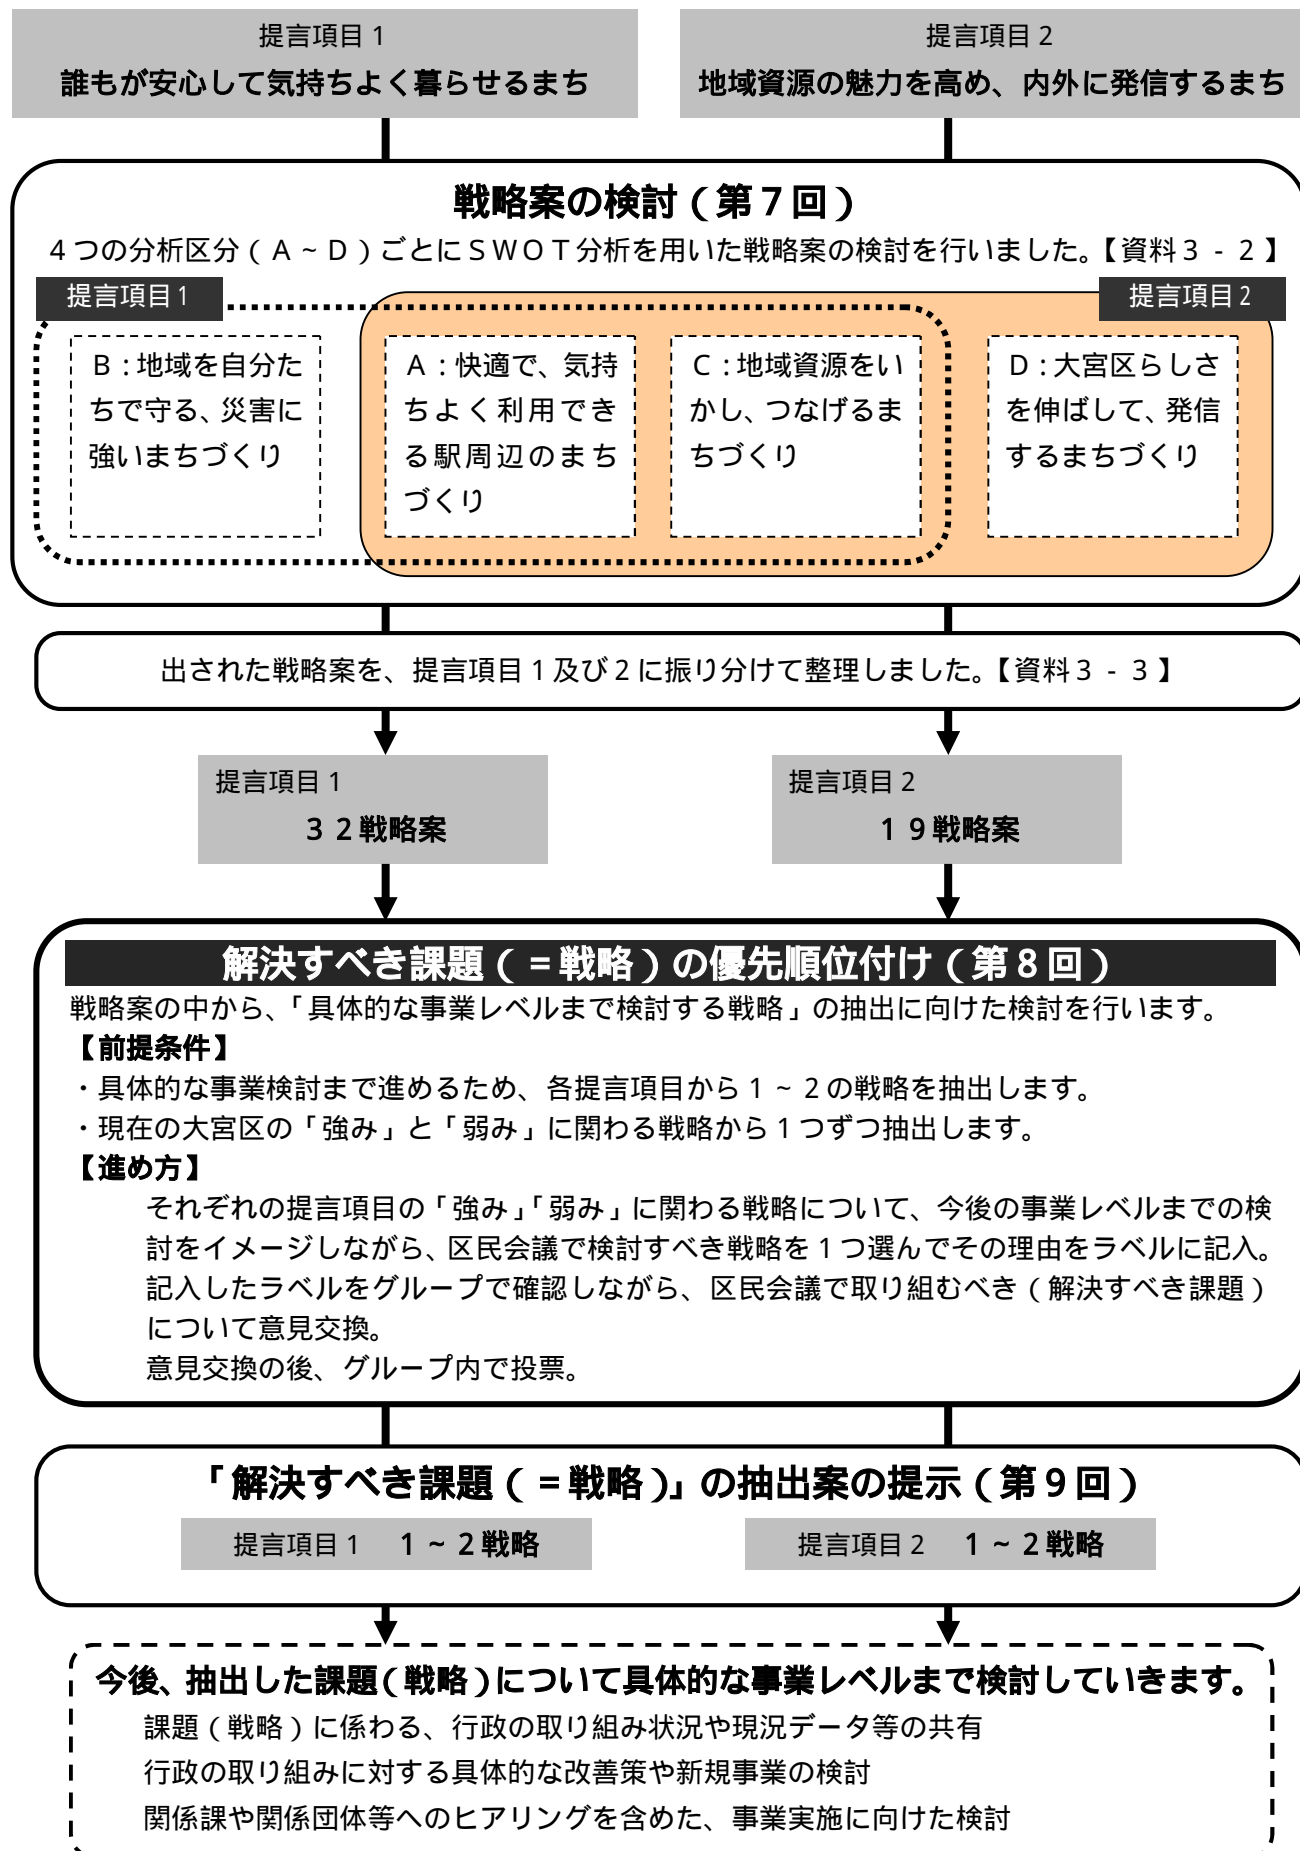 提言項目1
誰もが安心して気持ちよく暮らせるまち
提言項目2
地域資源の魅力を高め、内外に発信するまち
戦略案の検討(第7回)
4つの分析区分(A~D)ごとにSWOT分析を用いた戦略案の検討を行いました。【資料3-2】
提言項目1
提言項目2
B:地域を自分た
ちで守る、災害に
強いまちづくり
A:快適で、気持
ちよく利用でき
る駅周辺のまち
づくり
C:地域資源をい
かし、つなげるま
ちづくり
D:大宮区らしさ
を伸ばして、発信
するまちづくり
出された戦略案を、提言項目1及び2に振り分けて整理しました。【資料3-3】
提言項目1
32戦略案
提言項目2
19戦略案
解決すべき課題(=戦略)の優先順位付け(第8回)
戦略案の中から、「具体的な事業レベルまで検討する戦略」の抽出に向けた検討を行います。
【前提条件】
・具体的な事業検討まで進めるため、各提言項目から1~2の戦略を抽出します。
・現在の大宮区の「強み」と「弱み」に関わる戦略から1つずつ抽出します。
【進め方】
それぞれの提言項目の「強み」「弱み」に関わる戦略について、今後の事業レベルまでの検
討をイメージしながら、区民会議で検討すべき戦略を1つ選んでその理由をラベルに記入。
記入したラベルをグループで確認しながら、区民会議で取り組むべき(解決すべき課題)
について意見交換。
意見交換の後、グループ内で投票。
「解決すべき課題(=戦略)」の抽出案の提示(第9回)
提言項目1 1~2戦略
提言項目2 1~2戦略
今後、抽出した課題(戦略)について具体的な事業レベルまで検討していきます。
課題(戦略)に係わる、行政の取り組み状況や現況データ等の共有
行政の取り組みに対する具体的な改善策や新規事業の検討
関係課や関係団体等へのヒアリングを含めた、事業実施に向けた検討